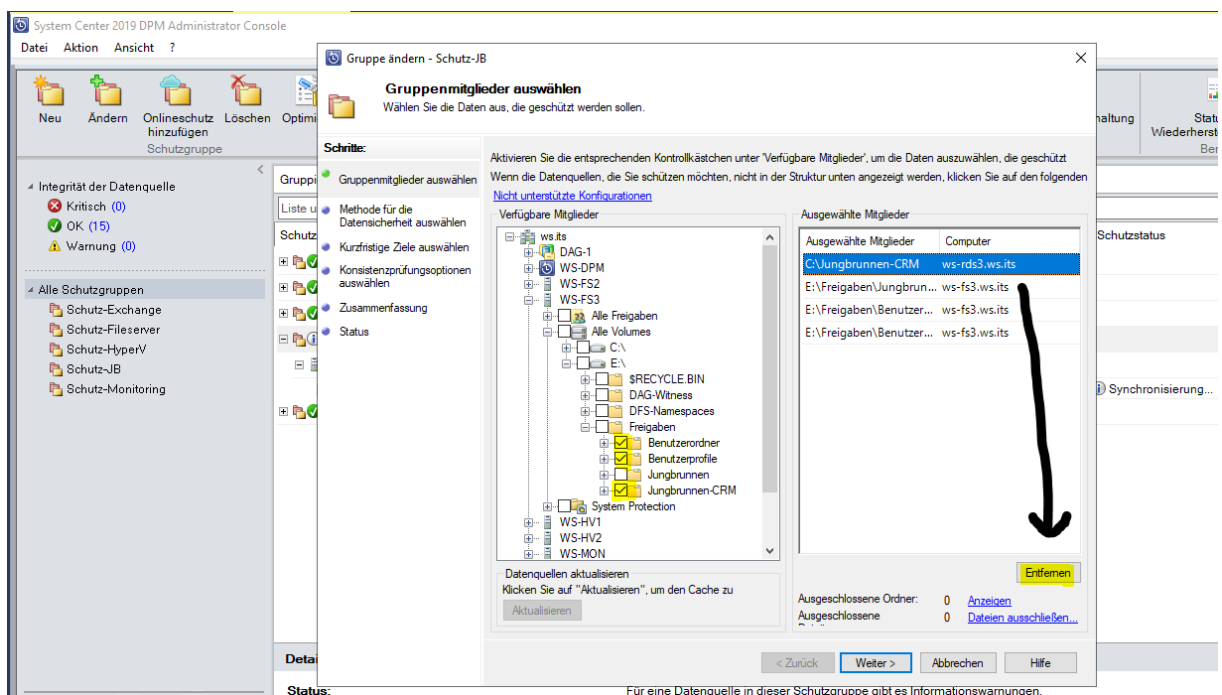 System Center 2019 DPM Administrator Console
Datei Aktion Ansicht ?
Neu
Ändern
Onlineschutz hinzufügen
Löschen
Optimi
Schutzgruppe
haltung
Statu
Wiederherst
Ber
Integrität der Datenquelle
Kritisch (0)
OK (15)
Warnung (0)
Alle Schutzgruppen
Schutz-Exchange
Schutz-Fileserver
Schutz-HyperV
Schutz-JB
Schutz-Monitoring
Gruppi
Liste u
Schutz
Schutzstatus
Synchronisierung...
Detai
Status:
Für eine Datenquelle in dieser Schutzgruppe gibt es Informationswarnungen.
Gruppe ändern - Schutz-JB
Gruppenmitglieder auswählen
Wählen Sie die Daten aus, die geschützt werden sollen.
Schritte:
Gruppenmitglieder auswählen
Methode für die
Datensicherheit auswählen
Kurzfristige Ziele auswählen
Konsistenzprüfungsoptionen
auswählen
Zusammenfassung
Status
Aktivieren Sie die entsprechenden Kontrollkästchen unter 'Verfügbare Mitglieder', um die Daten auszuwählen, die geschützt
Wenn die Datenquellen, die Sie schützen möchten, nicht in der Struktur unten angezeigt werden, klicken Sie auf den folgenden
Nicht unterstützte Konfigurationen
Verfügbare Mitglieder
ws.its
DAG-1
WS-DPM
WS-FS2
WS-FS3
Alle Freigaben
Alle Volumes
C:\
E:\
$RECYCLE.BIN
DAG-Witness
DFS-Namespaces
Freigaben
Benutzerordner
Benutzerprofile
Jungbrunnen
Jungbrunnen-CRM
System Protection
WS-HV1
WS-HV2
WS-MON
Datenquellen aktualisieren
Klicken Sie auf "Aktualisieren", um den Cache zu
Aktualisieren
Ausgewählte Mitglieder
Ausgewählte Mitglieder Computer
C:\Jungbrunnen-CRM ws-rds3.ws.its
E:\Freigaben\Jungbrun... ws-fs3.ws.its
E:\Freigaben\Benutzer... ws-fs3.ws.its
E:\Freigaben\Benutzer... ws-fs3.ws.its
Entfernen
Ausgeschlossene Ordner: 0 Anzeigen
Ausgeschlossene 0 Dateien ausschließen...
< Zurück Weiter > Abbrechen Hilfe